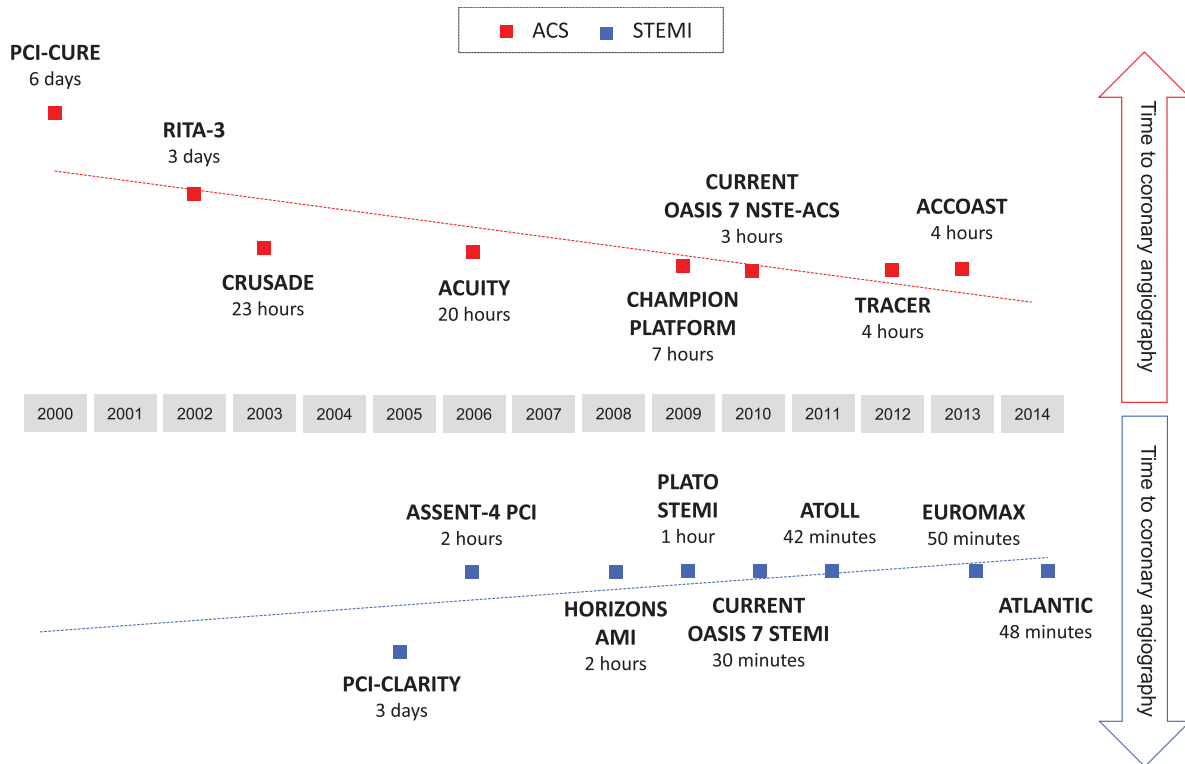 ACS STEMI
PCI-CURE
6 days
RITA-3
3 days
CRUSADE
23 hours
ACUITY
20 hours
CHAMPION
PLATFORM
7 hours
CURRENT
OASIS 7 NSTE-ACS
3 hours
TRACER
4 hours
ACCOAST
4 hours
Time to coronary angiography
2000 2001 2002 2003 2004 2005 2006 2007 2008 2009 2010 2011 2012 2013 2014
PCI-CLARITY
3 days
ASSENT-4 PCI
2 hours
HORIZONS
AMI
2 hours
PLATO
STEMI
1 hour
CURRENT
OASIS 7 STEMI
30 minutes
ATOLL
42 minutes
EUROMAX
50 minutes
ATLANTIC
48 minutes
Time to coronary angiography